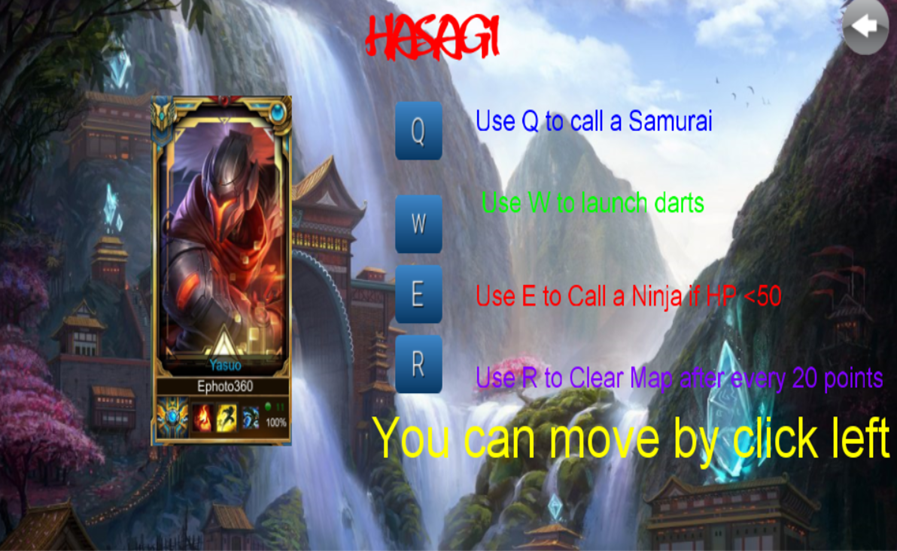 HASAGI
Q
Use Q to call a Samurai
W
Use W to launch darts
E
Use E to Call a Ninja if HP <50
R
Use R to Clear Map after every 20 points
You can move by click left
Yasuo
Ephoto360
11
100%